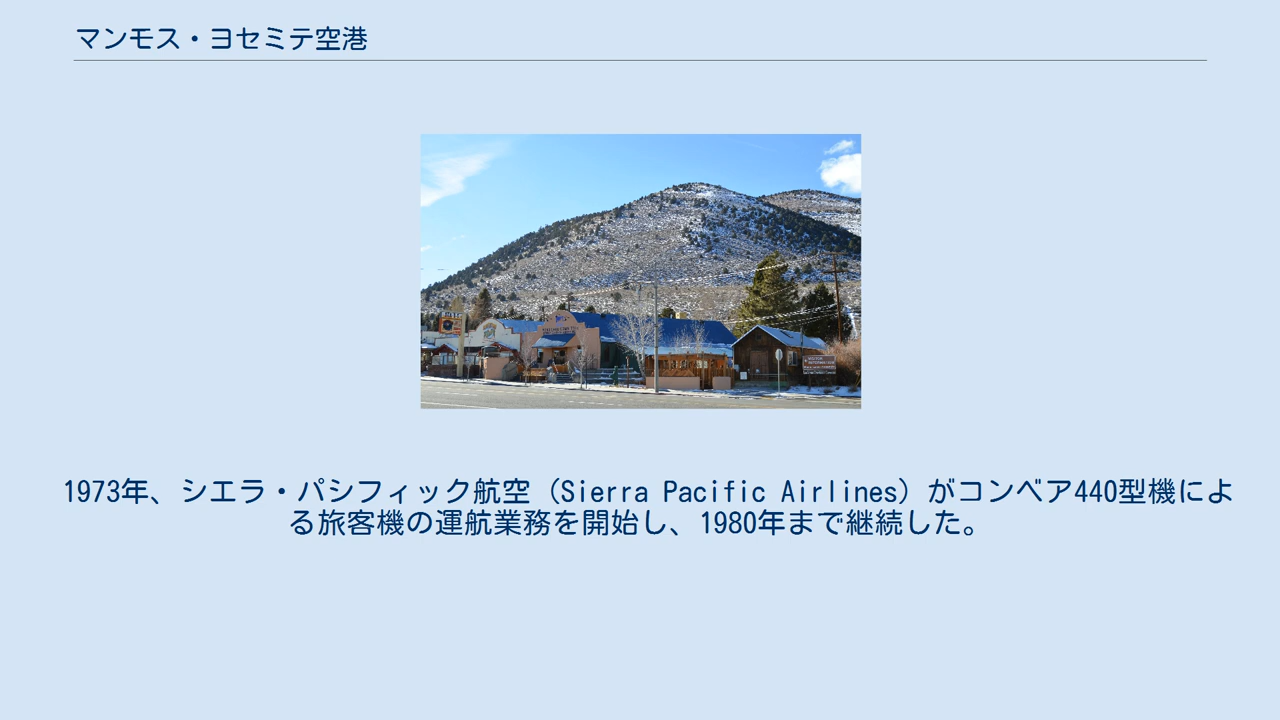 マンモス・ヨセミテ空港
1973年、シエラ・パシフィック航空（Sierra Pacific Airlines）がコンベア440型機によ
る旅客機の運航業務を開始し、1980年まで継続した。